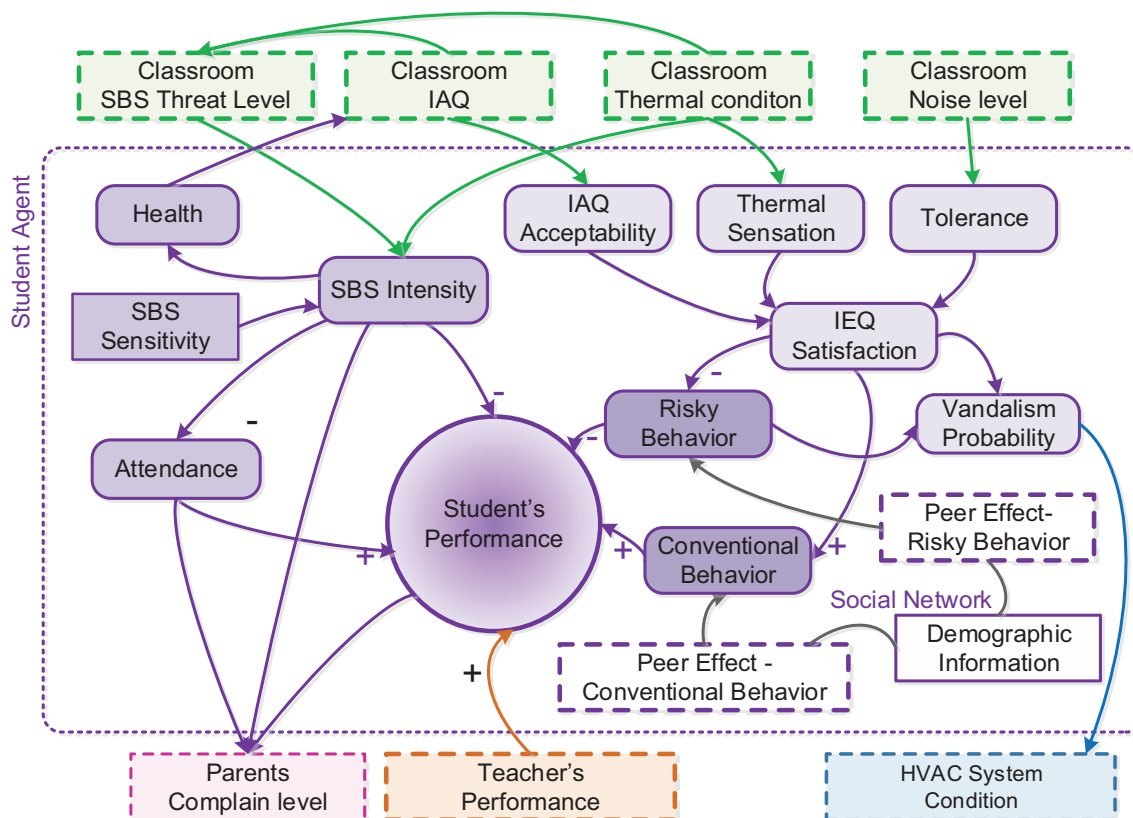 Classroom
SBS Threat Level
Classroom
IAQ
Classroom
Thermal conditon
Classroom
Noise level
Student Agent
Health
IAQ
Acceptability
Thermal
Sensation
Tolerance
SBS Intensity
SBS
Sensitivity
IEQ
Satisfaction
-
-
-
Risky
Behavior
Vandalism
Probability
-
Attendance
Student's
Performance
Peer Effect-
Risky Behavior
+
+
Conventional
Behavior
+
Social Network
Demographic
Information
Peer Effect -
Conventional Behavior
+
Parents
Complain level
Teacher's
Performance
HVAC System
Condition